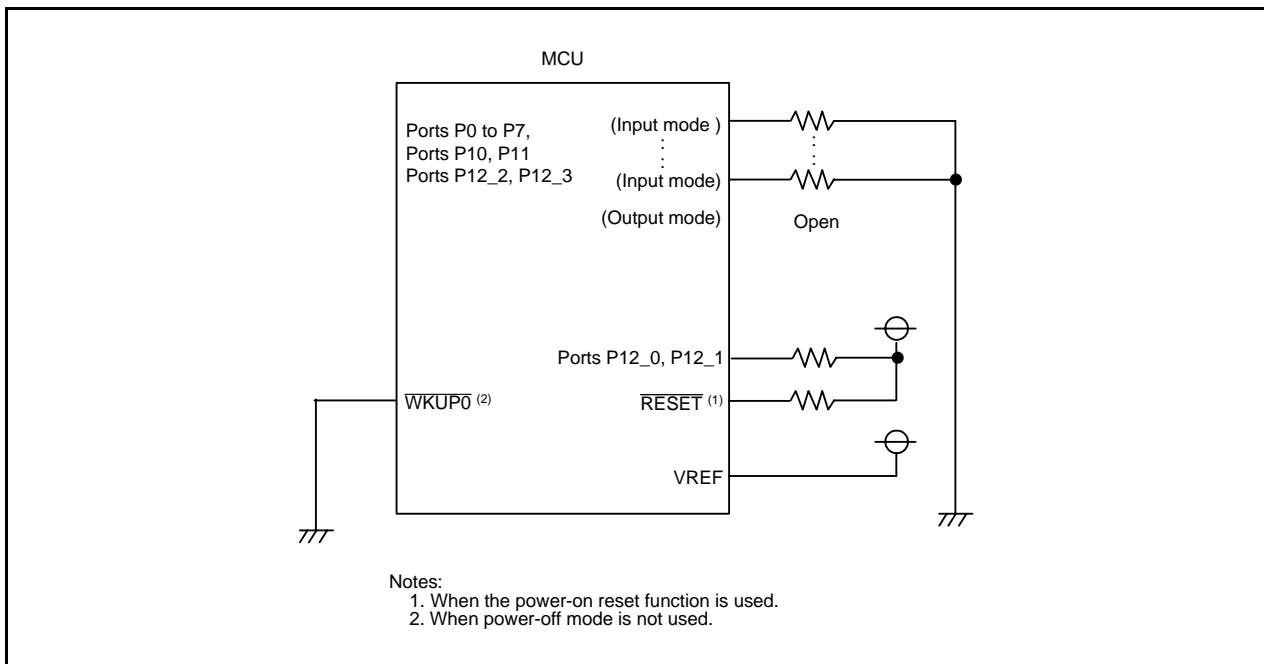 MCU
Ports P0 to P7,
Ports P10, P11
Ports P12_2, P12_3
(Input mode )
(Input mode)
(Output mode)
Open
Ports P12_0, P12_1
WKUP0 (2)
RESET (1)
VREF
Notes:
1. When the power-on reset function is used.
2. When power-off mode is not used.